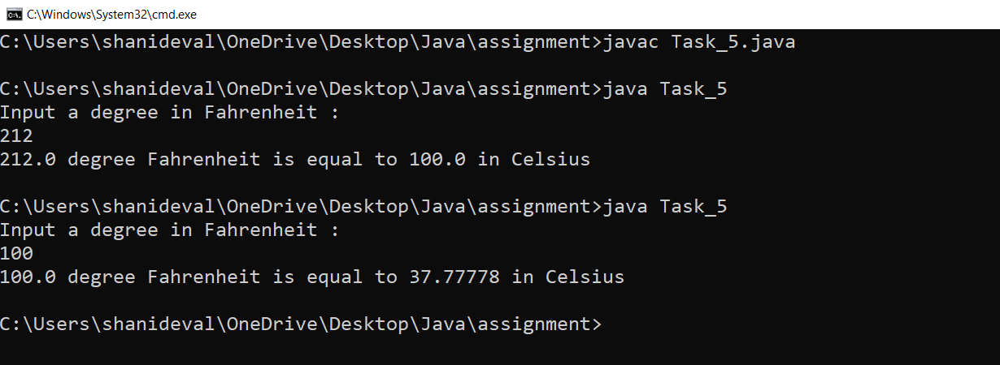 C:\Windows\System32\cmd.exe
C:\Users\shanideval\OneDrive\Desktop\Java\assignment>javac Task_5.java
C:\Users\shanideval\OneDrive\Desktop\Java\assignment>java Task_5
Input a degree in Fahrenheit :
212
212.0 degree Fahrenheit is equal to 100.0 in Celsius
C:\Users\shanideval\OneDrive\Desktop\Java\assignment>java Task_5
Input a degree in Fahrenheit :
100
100.0 degree Fahrenheit is equal to 37.77778 in Celsius
C:\Users\shanideval\OneDrive\Desktop\Java\assignment>